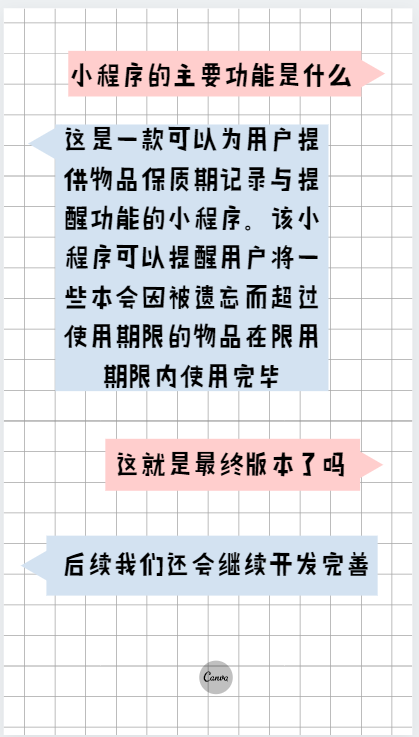 小程序的主要功能是什么
这是一款可以为用户提
供物品保质期记录与提
醒功能的小程序。该小
程序可以提醒用户将一
些本会因被遗忘而超过
使用期限的物品在限用
期限内使用完毕
这就是最终版本了吗
后续我们还会继续开发完善
Canva